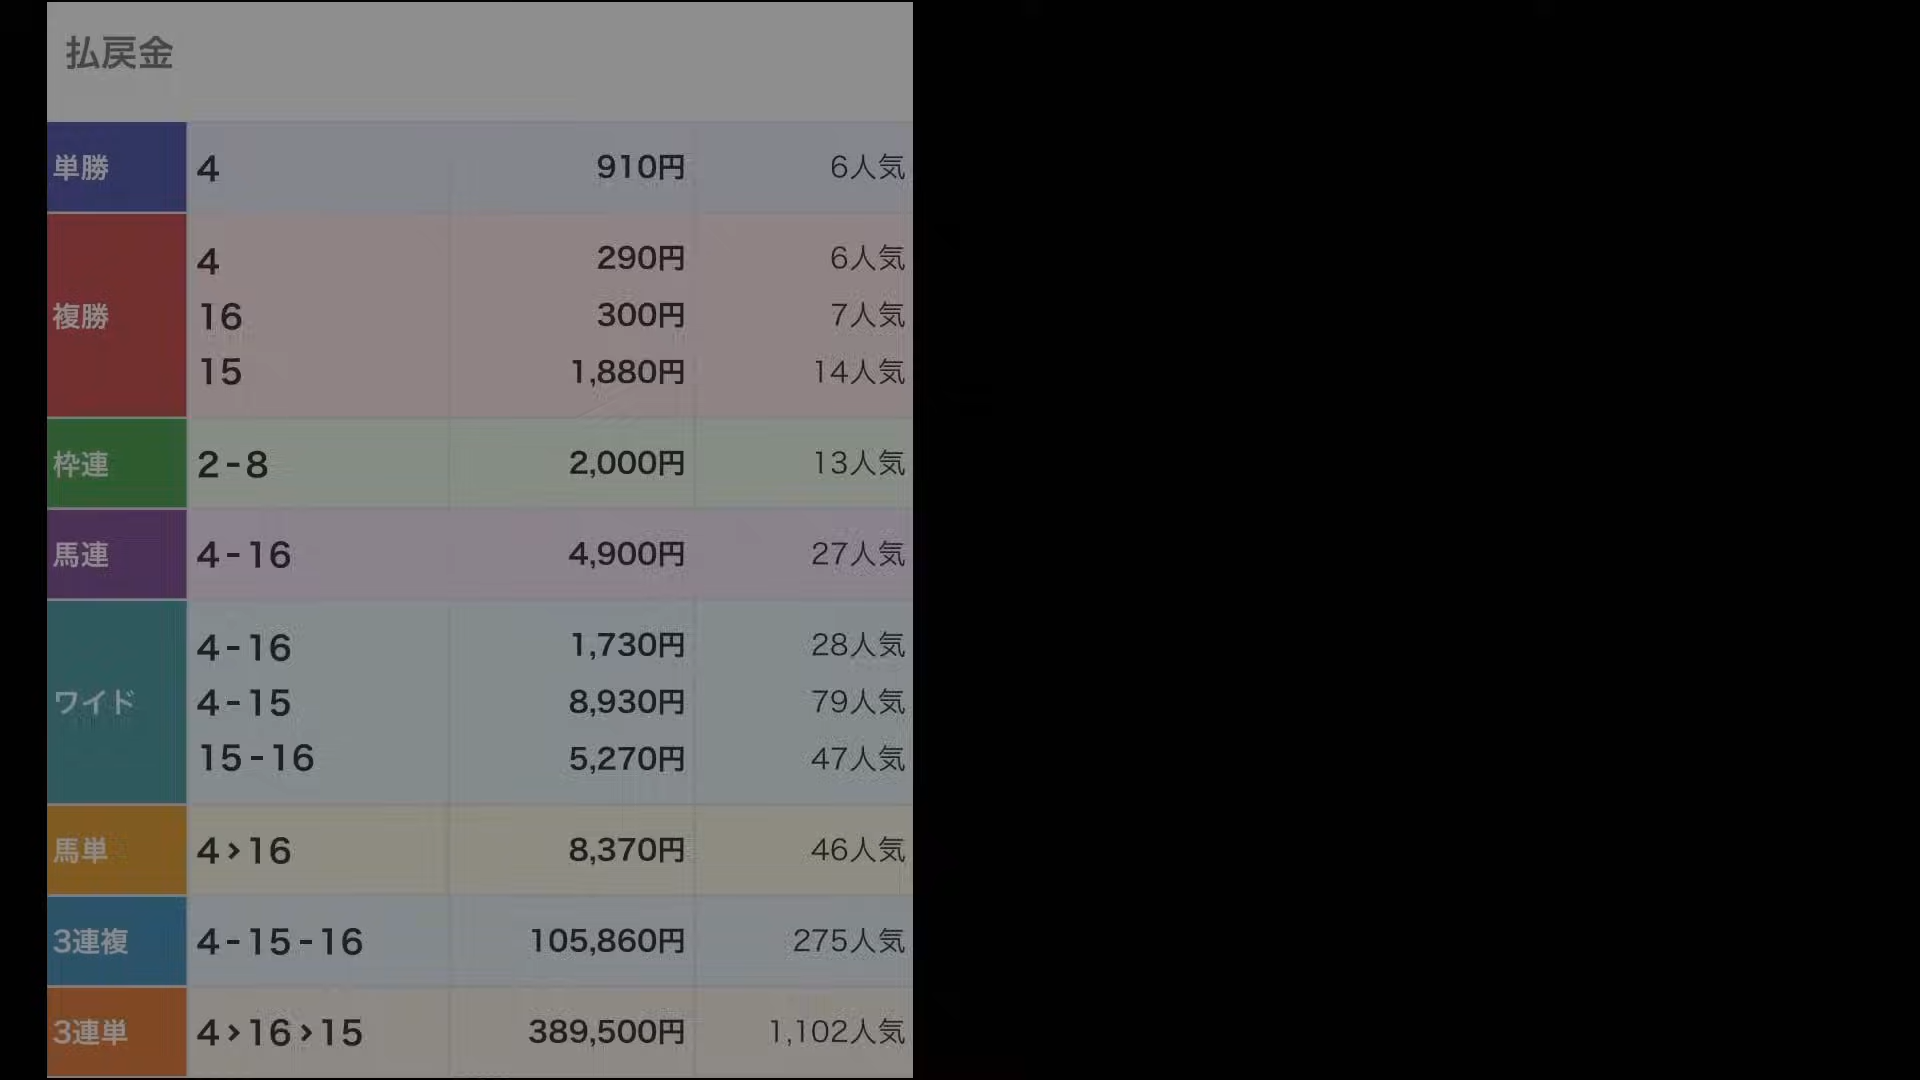 払戻金
単勝 4 910円 6人気
複勝 4 290円 6人気
16 300円 7人気
15 1,880円 14人気
枠連 2-8 2,000円 13人気
馬連 4-16 4,900円 27人気
ワイド 4-16 1,730円 28人気
4-15 8,930円 79人気
15-16 5,270円 47人気
馬単 4>16 8,370円 46人気
3連複 4-15-16 105,860円 275人気
3連単 4>16>15 389,500円 1,102人気